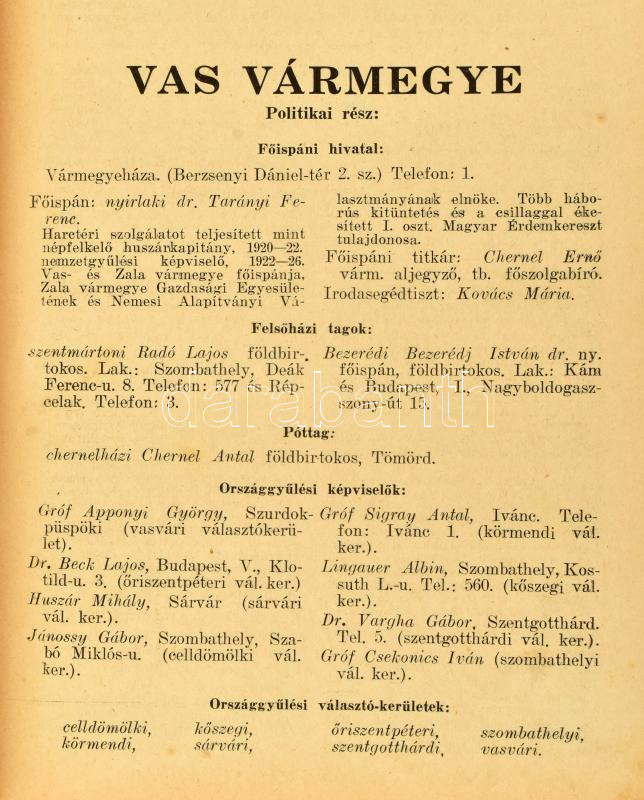 VAS VÁRMEGYE
Politikai rész:
Főispáni hivatal:
Vármegyeháza. (Berzsenyi Dániel-tér 2. sz.) Telefon: 1.
Főispán: nyirlaki dr. Tarányi Fe-
renc.
Harctéri szolgálatot teljesített mint
népfelkelő huszárkapitány, 1920—22.
nemzetgyűlési képviselő, 1922—26.
Vas- és Zala vármegye főispánja,
Zala vármegye Gazdasági Egyesüle-
tének és Nemesi Alapítványi Vá-
lasztmányának elnöke. Több hábo-
rús kitüntetés és a csillaggal éke-
sített I. oszt. Magyar Érdemkereszt
tulajdonosa.
Főispáni titkár: Chernel Ernő
várm. aljegyző, tb. főszolgabíró.
Irodasegédtiszt: Kovács Mária.
Felsőházi tagok:
szentmártoni Radó Lajos földbir-
tokos. Lak.: Szombathely, Deák
Ferenc-u. 8. Telefon: 577 és Rép-
celak. Telefon: 3.
Bezerédi Bezerédj István dr. ny.
főispán, földbirtokos. Lak.: Kám
és Budapest, I., Nagyboldogasz-
szony-út 13.
Póttag:
chernelházi Chernel Antal földbirtokos, Tömörd.
Országgyűlési képviselők:
Gróf Apponyi György, Szurdok-
püspöki (vasvári választókerü-
let).
Dr. Beck Lajos, Budapest, V., Klo-
tild-u. 3. (őriszentpéteri vál. ker.)
Huszár Mihály, Sárvár (sárvári
vál. ker.).
Jánossy Gábor, Szombathely, Sza-
bó Miklós-u. (celldömölki vál.
ker.).
Gróf Sigray Antal, Ivánc. Tele-
fon: Ivánc 1. (körmendi vál.
ker.).
Lingauer Albin, Szombathely, Kos-
suth L.-u. Tel.: 560. (kőszegi vál.
ker.).
Dr. Vargha Gábor, Szentgotthárd.
Tel. 5. (szentgotthárdi vál. ker.).
Gróf Csekonics Iván (szombathelyi
vál. ker.).
Országgyűlési választó-kerületek:
celldömölki, kőszegi, őriszentpéteri, szombathelyi,
körmendi, sárvári, szentgotthárdi, vasvári.
darabanth